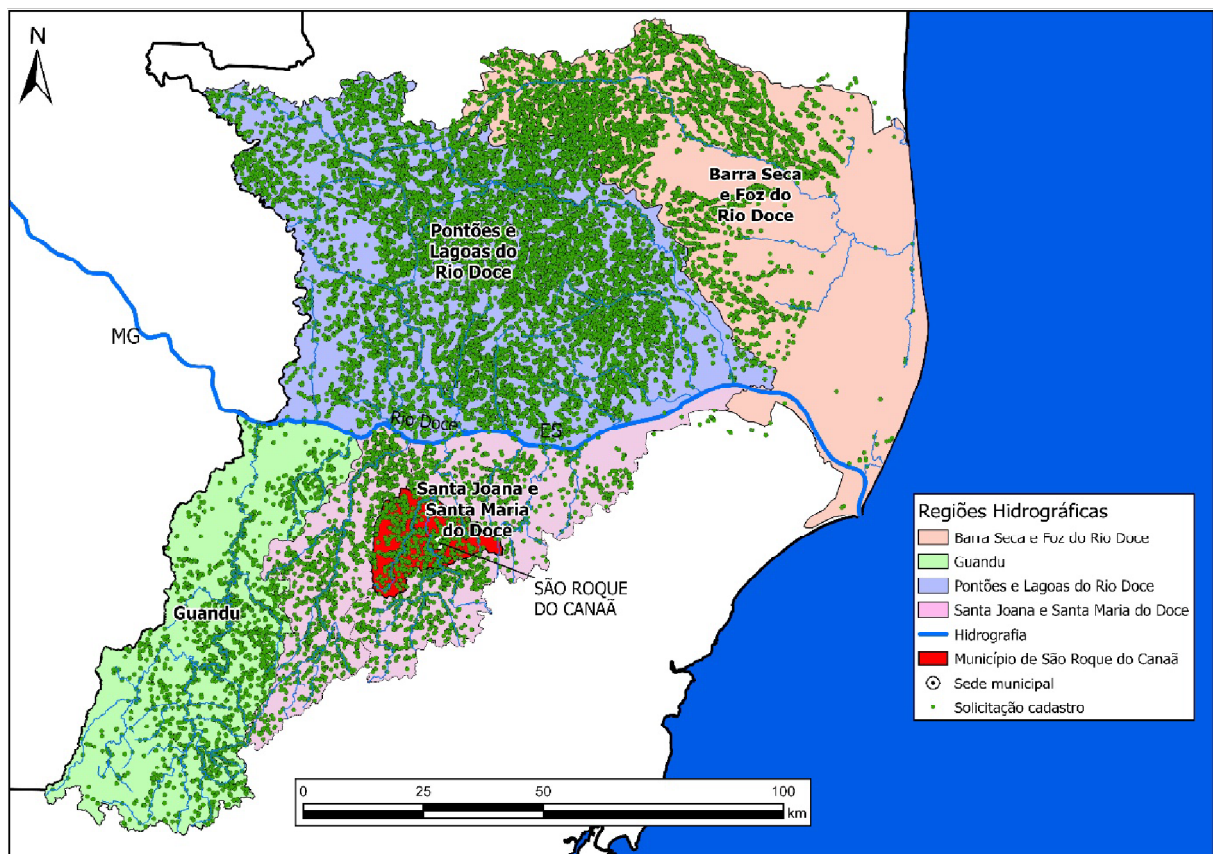 N
Barra Seca
e Foz do
Rio Doce
Pontões e
Lagoas do
Rio Doce
MG
Rio Doce
ES
Santa Joana e
Santa Maria
do Doce
SÃO ROQUE
DO CANAÃ
Guandu
Regiões Hidrográficas
Barra Seca e Foz do Rio Doce
Guandu
Pontões e Lagoas do Rio Doce
Santa Joana e Santa Maria do Doce
Hidrografia
Município de São Roque do Canaã
Sede municipal
Solicitação cadastro
0 25 50 100
km